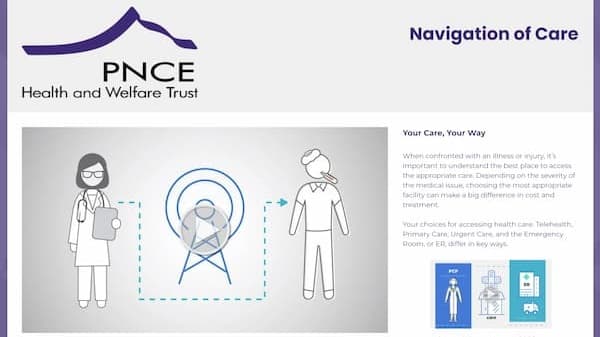 Navigation of Care
PNCE
Health and Welfare Trust
Your Care, Your Way
When confronted with an illness or injury, it's
important to understand the best place to access
the appropriate care. Depending on the severity of
the medical issue, choosing the most appropriate
facility can make a big difference in cost and
treatment.
Your choices for accessing health care: Telehealth,
Primary Care, Urgent Care, and the Emergency
Room, or ER, differ in key ways.
PCP
ER